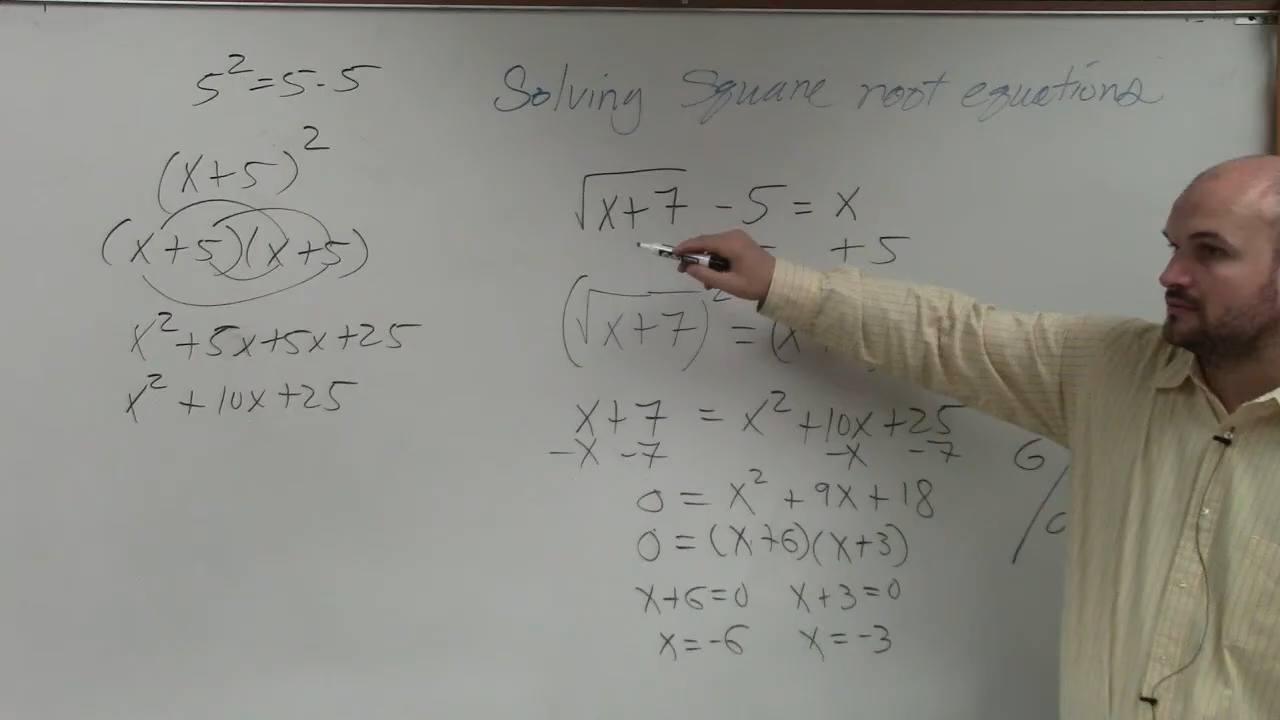 5² = 5 · 5
(x+5)²
(x+5)(x+5)
x²+5x+5x+25
x² + 10x +25
Solving Square root equations
√x+7 - 5 = x
+5
(√x+7)² = (x
x+7 = x²+10x+25
-x -7 -x -7
0 = x² + 9x + 18
0 = (x+6)(x+3)
x+6=0 x+3=0
x=-6 x=-3
6